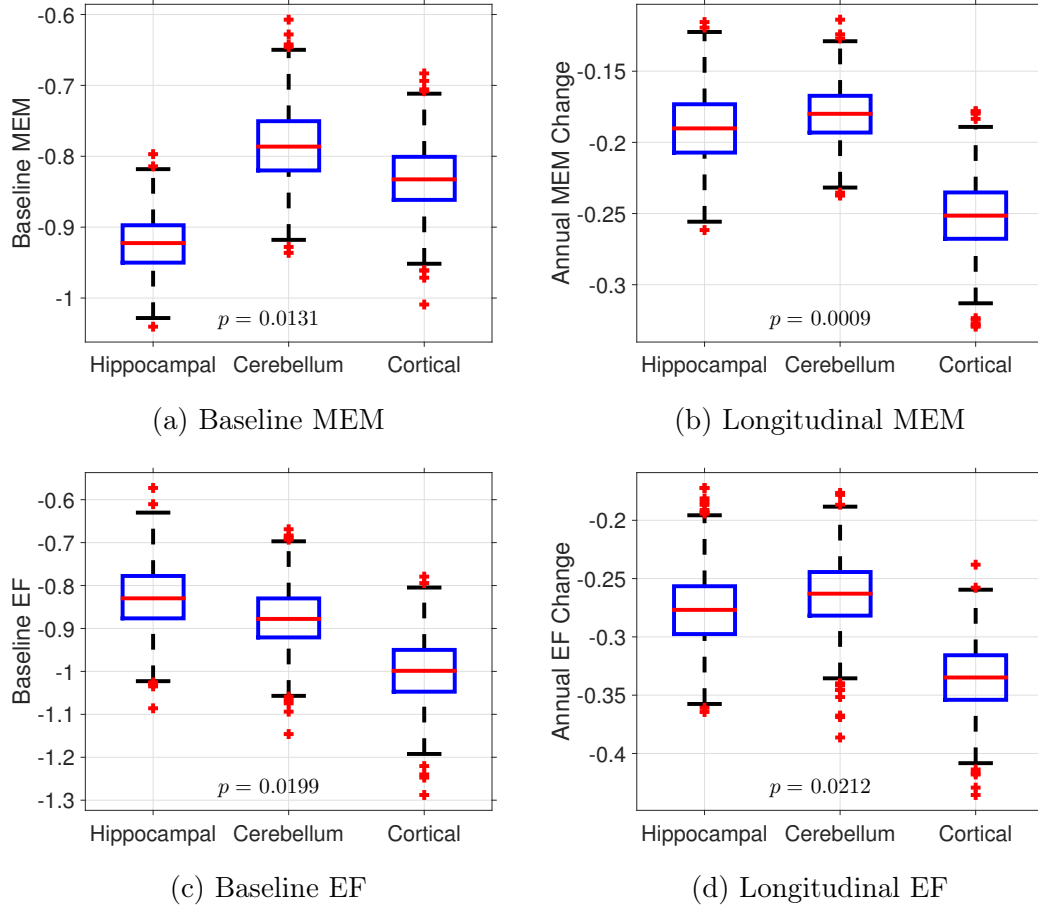 -0.6
-0.7
-0.8
-0.9
-1
Baseline MEM
p = 0.0131
Hippocampal Cerebellum Cortical
(a) Baseline MEM
-0.15
-0.2
-0.25
-0.3
Annual MEM Change
p = 0.0009
Hippocampal Cerebellum Cortical
(b) Longitudinal MEM
-0.6
-0.7
-0.8
-0.9
-1
-1.1
-1.2
-1.3
Baseline EF
p = 0.0199
Hippocampal Cerebellum Cortical
(c) Baseline EF
-0.2
-0.25
-0.3
-0.35
-0.4
Annual EF Change
p = 0.0212
Hippocampal Cerebellum Cortical
(d) Longitudinal EF